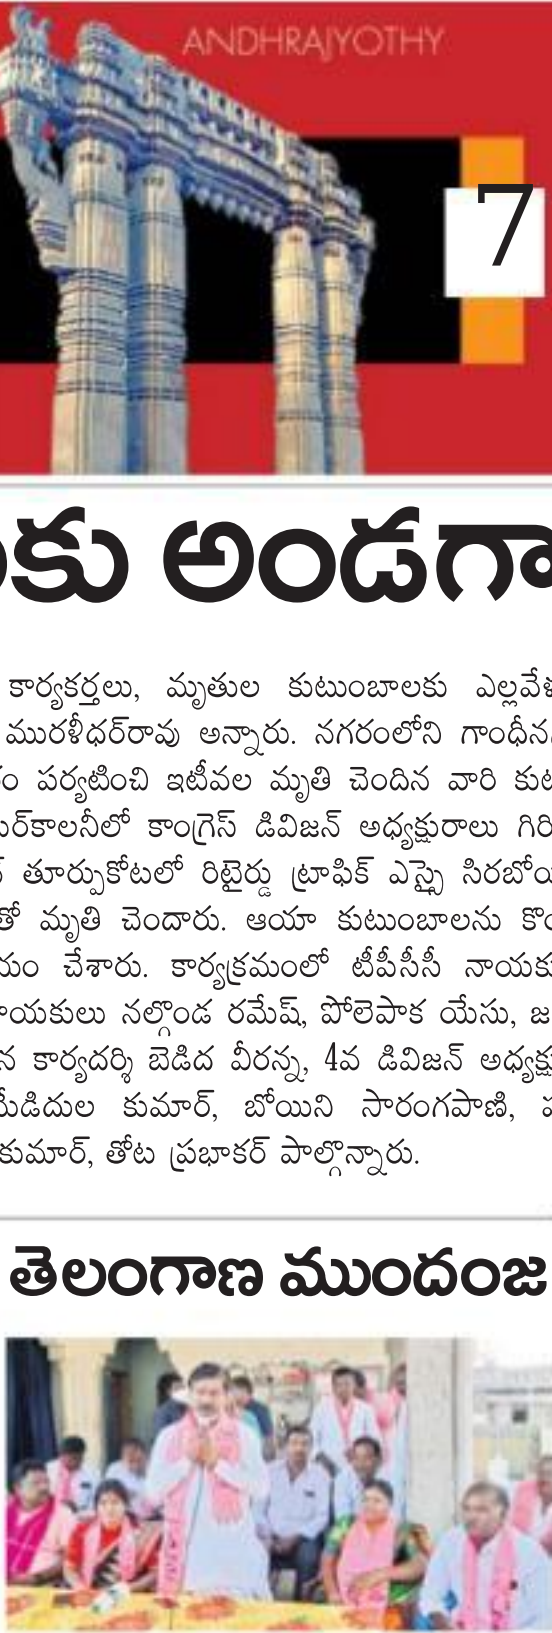 ANDHRAJYOTHY
7
కు అండగా
కార్యకర్తలు, మృతుల కుటుంబాలకు ఎల్లవే
మురళీధర్‌రావు అన్నారు. నగరంలోని గాంధీన
పర్యటించి ఇటీవల మృతి చెందిన వారి కుట
ర్‌కాలనీలో కాంగ్రెస్ డివిజన్ అధ్యక్షురాలు గిరి
తూర్పుకోటలో రిటైర్డు ట్రాఫిక్ ఎస్సై సిరబోయి
తో మృతి చెందారు. ఆయా కుటుంబాలను కొం
యం చేశారు. కార్యక్రమంలో టీపీసీసీ నాయకు
యకులు నల్గొండ రమేష్, పోలెపాక యేసు, జ
న కార్యదర్శి బెడిద వీరన్న, 4వ డివిజన్ అధ్యక్షు
మేడిదుల కుమార్, బోయిని సారంగపాణి,
కుమార్, తోట ప్రభాకర్ పాల్గొన్నారు.
తెలంగాణ ముందంజ